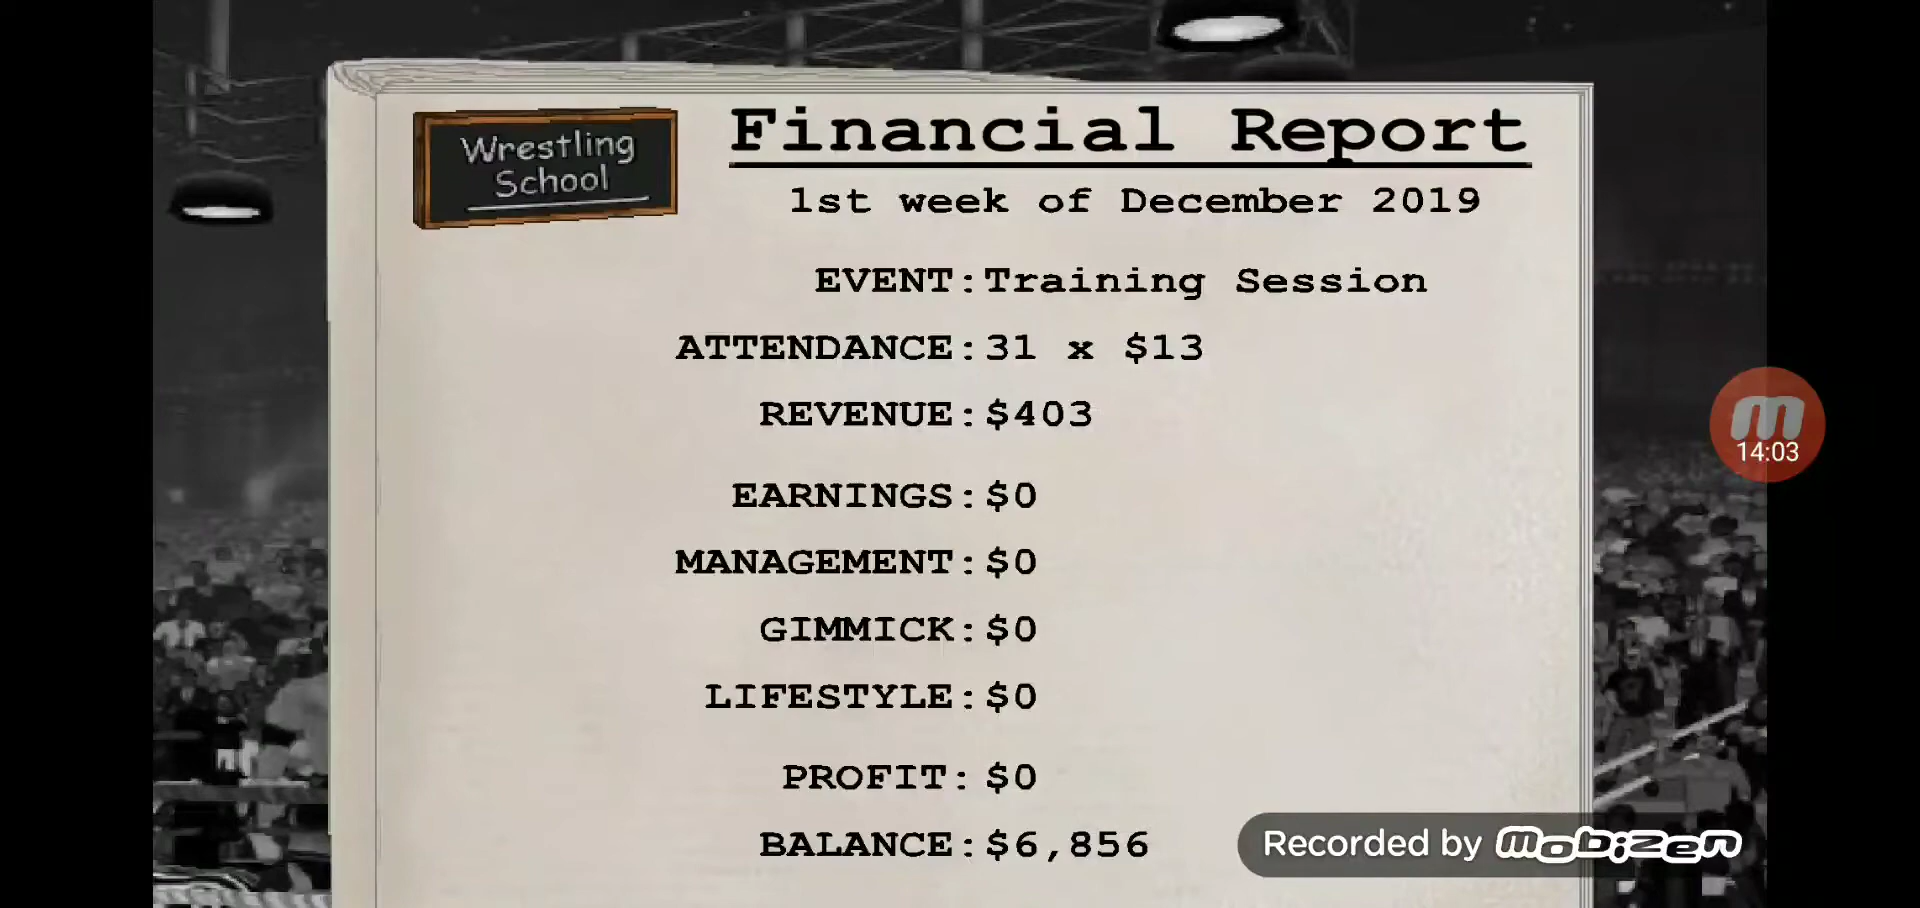 Wrestling
School
Financial Report
1st week of December 2019
EVENT: Training Session
ATTENDANCE: 31 x $13
REVENUE: $403
EARNINGS: $0
MANAGEMENT: $0
GIMMICK: $0
LIFESTYLE: $0
PROFIT: $0
BALANCE: $6,856
14:03
Recorded by mobizen